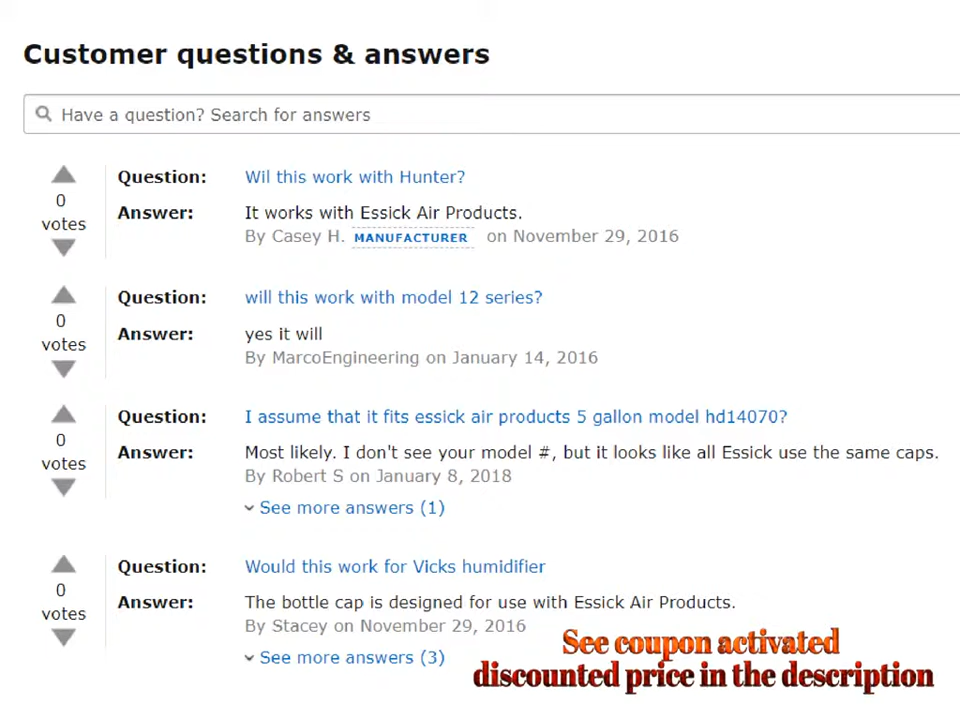 Customer questions & answers
Have a question? Search for answers
0
votes
Question: Wil this work with Hunter?
Answer: It works with Essick Air Products.
By Casey H. MANUFACTURER on November 29, 2016
0
votes
Question: will this work with model 12 series?
Answer: yes it will
By MarcoEngineering on January 14, 2016
0
votes
Question: I assume that it fits essick air products 5 gallon model hd14070?
Answer: Most likely. I don't see your model #, but it looks like all Essick use the same caps.
By Robert S on January 8, 2018
See more answers (1)
0
votes
Question: Would this work for Vicks humidifier
Answer: The bottle cap is designed for use with Essick Air Products.
By Stacey on November 29, 2016
See more answers (3)
See coupon activated
discounted price in the description